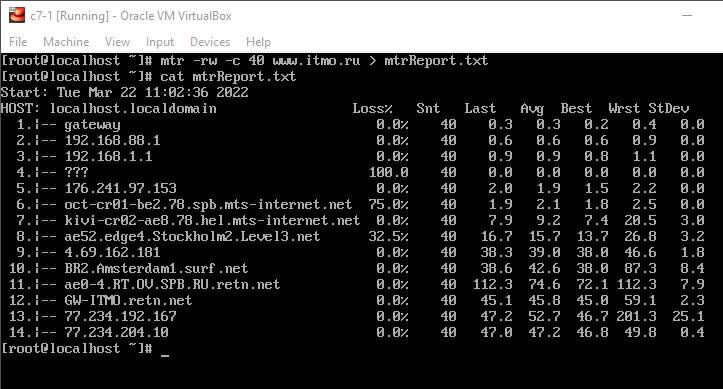 c7-1 [Running] - Oracle VM VirtualBox
File Machine View Input Devices Help
[root@localhost ~]# mtr -rw -c 40 www.itmo.ru > mtrReport.txt
[root@localhost ~]# cat mtrReport.txt
Start: Tue Mar 22 11:02:36 2022
HOST: localhost.localdomain Loss% Snt Last Avg Best Wrst StDev
1.|-- gateway 0.0% 40 0.3 0.3 0.2 0.4 0.0
2.|-- 192.168.88.1 0.0% 40 0.6 0.6 0.6 0.9 0.0
3.|-- 192.168.1.1 0.0% 40 0.9 0.9 0.8 1.1 0.0
4.|-- ??? 100.0 40 0.0 0.0 0.0 0.0 0.0
5.|-- 176.241.97.153 0.0% 40 2.0 1.9 1.5 2.2 0.0
6.|-- oct-cr01-be2.78.spb.mts-internet.net 75.0% 40 1.9 2.1 1.8 2.5 0.0
7.|-- kivi-cr02-ae8.78.hel.mts-internet.net 0.0% 40 7.9 9.2 7.4 20.5 3.0
8.|-- ae52.edge4.Stockholm2.Level3.net 32.5% 40 16.7 15.7 13.7 26.8 3.2
9.|-- 4.69.162.181 0.0% 40 38.3 39.0 38.0 46.6 1.8
10.|-- BR2.Amsterdam1.surf.net 0.0% 40 38.6 42.6 38.0 87.3 8.4
11.|-- ae0-4.RT.OV.SPB.RU.retn.net 0.0% 40 112.3 74.6 72.1 112.3 7.9
12.|-- GW-ITMO.retn.net 0.0% 40 45.1 45.8 45.0 59.1 2.3
13.|-- 77.234.192.167 0.0% 40 47.2 52.7 46.7 201.3 25.1
14.|-- 77.234.204.10 0.0% 40 47.0 47.2 46.8 49.8 0.4
[root@localhost ~]# _